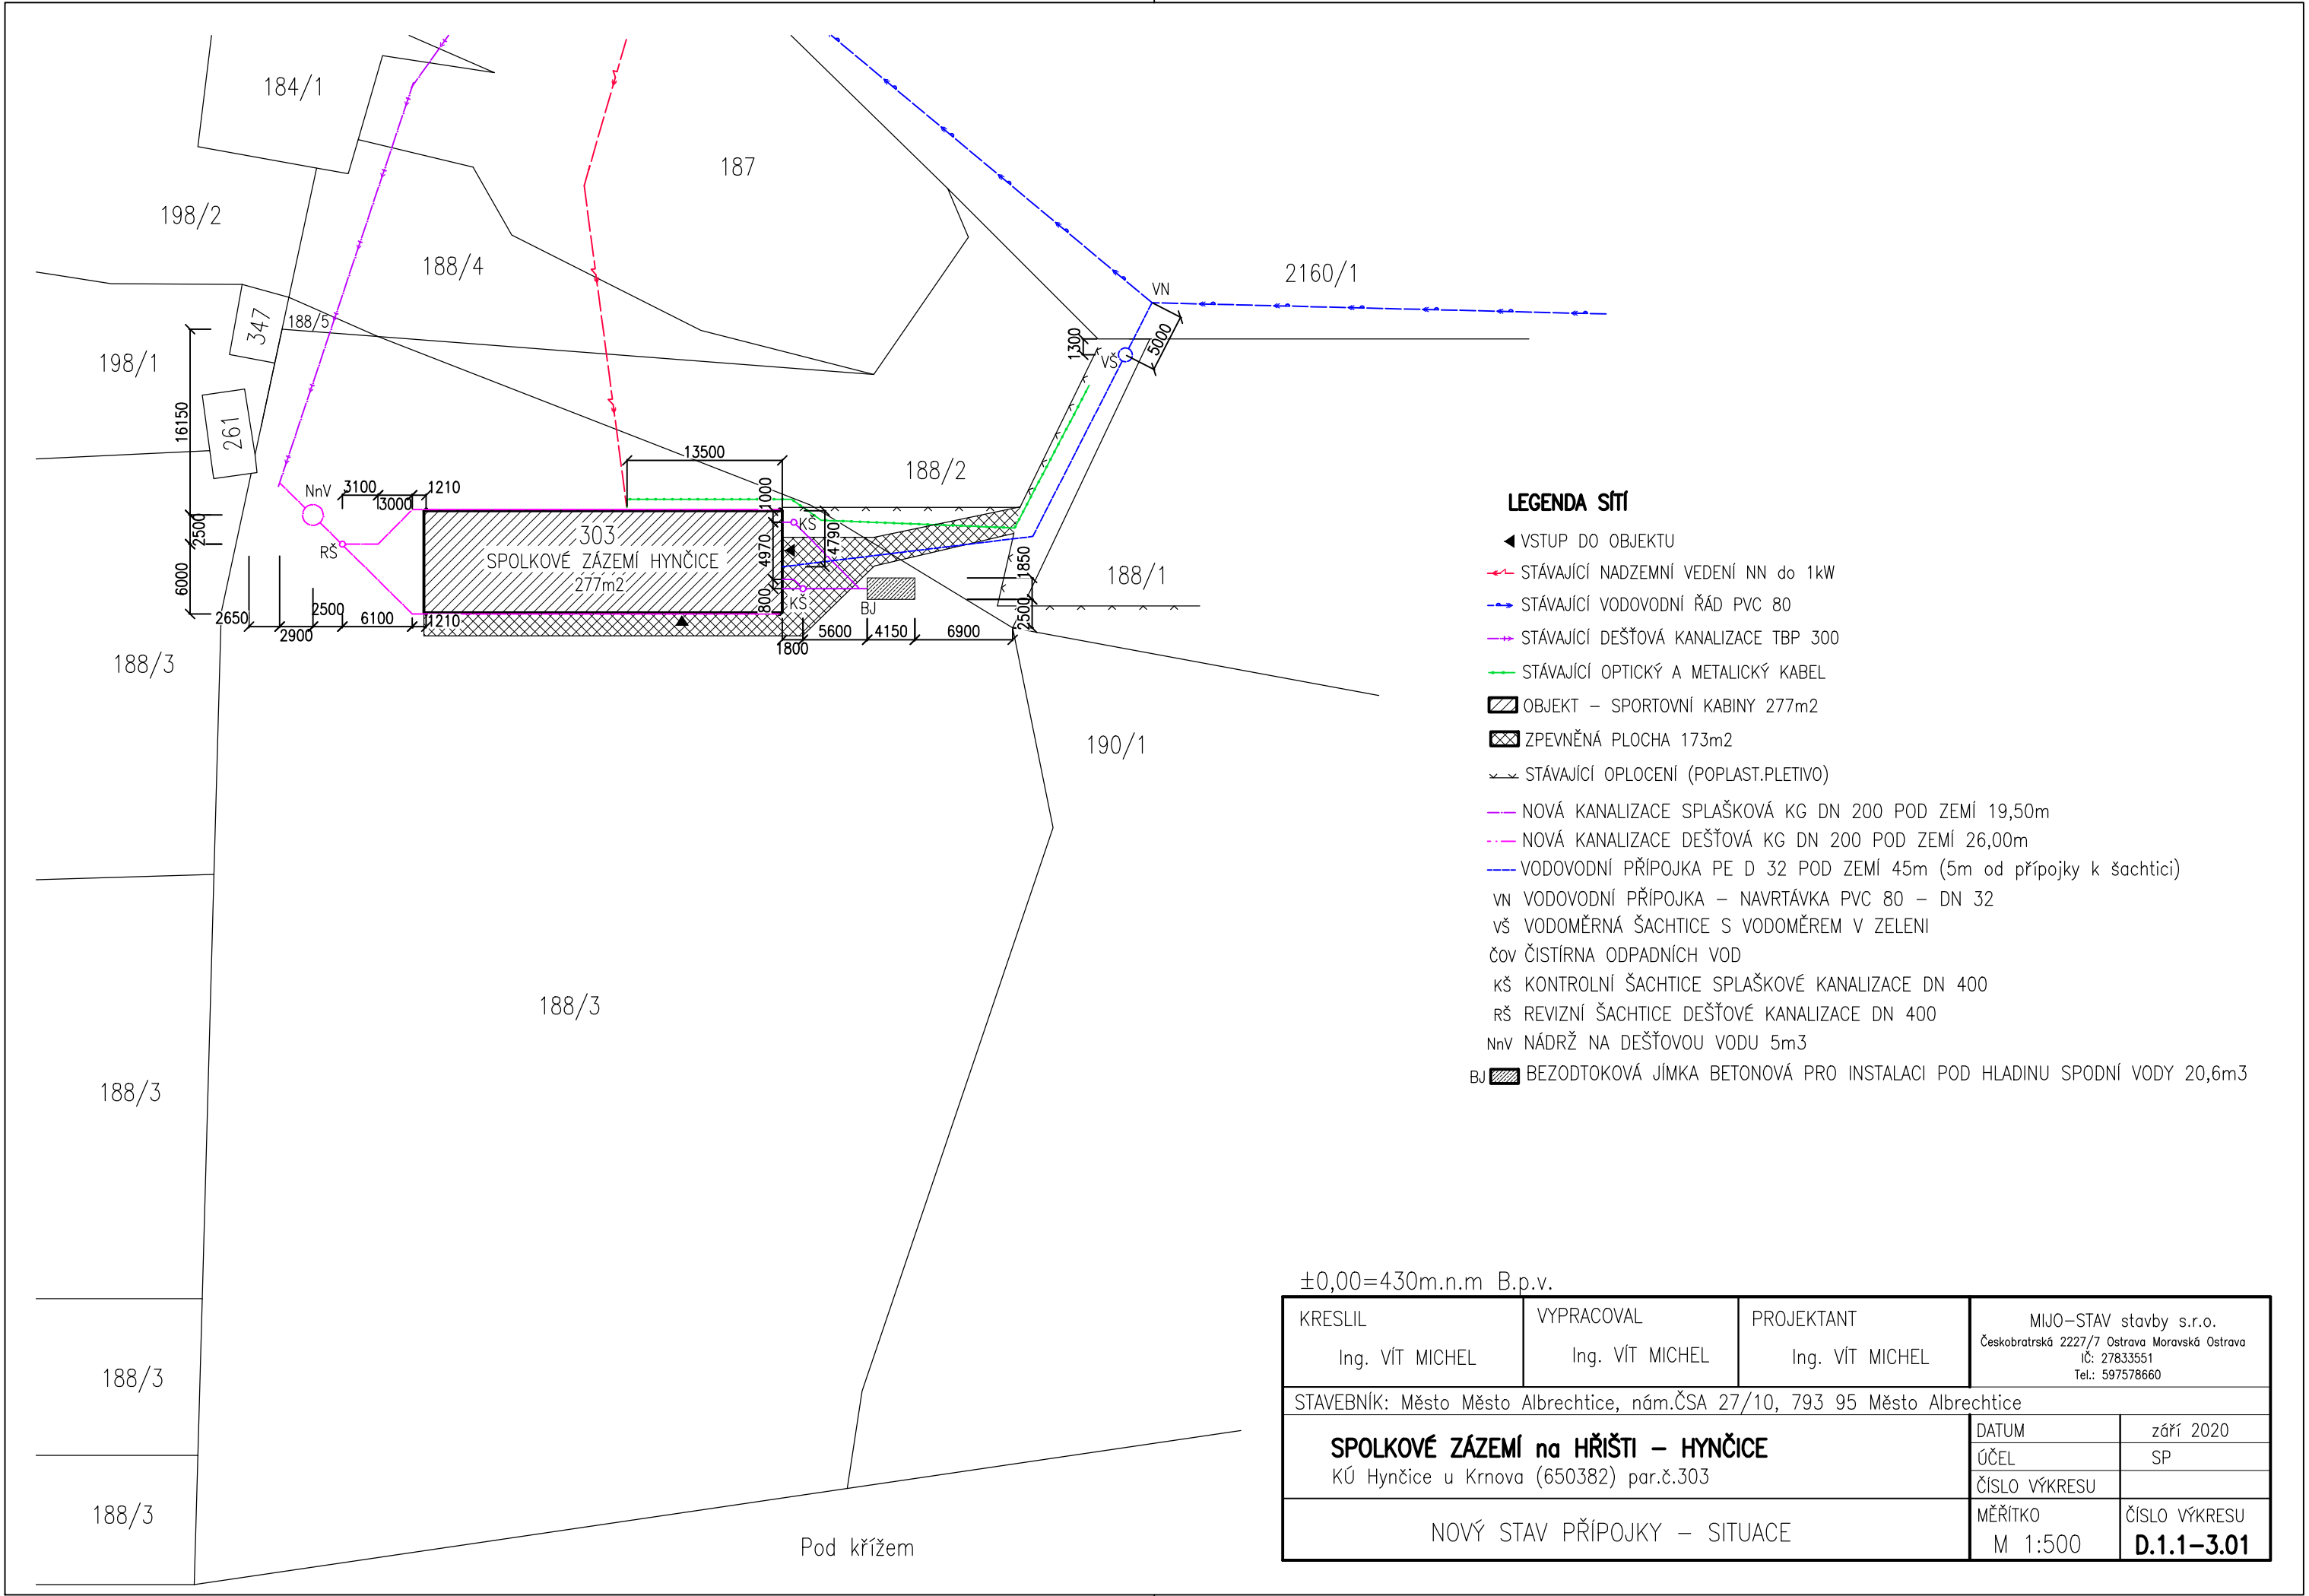 184/1
187
198/2
188/4
2160/1
VN
347
188/5
198/1
1300
VŠ
5000
16150
261
13500
188/2
NnV
3100
3000
1210
1000
KŠ
2500
RŠ
303
SPOLKOVÉ ZÁZEMÍ HYNČICE
277m2
4970
4790
6000
1850
188/1
800
KŠ
BJ
2650
2900
2500
6100
1210
1800
5600
4150
6900
2500
188/3
190/1
188/3
188/3
188/3
188/3
Pod křížem
LEGENDA SÍTÍ
VSTUP DO OBJEKTU
STÁVAJÍCÍ NADZEMNÍ VEDENÍ NN do 1kW
STÁVAJÍCÍ VODOVODNÍ ŘÁD PVC 80
STÁVAJÍCÍ DEŠŤOVÁ KANALIZACE TBP 300
STÁVAJÍCÍ OPTICKÝ A METALICKÝ KABEL
OBJEKT – SPORTOVNÍ KABINY 277m2
ZPEVNĚNÁ PLOCHA 173m2
STÁVAJÍCÍ OPLOCENÍ (POPLAST.PLETIVO)
NOVÁ KANALIZACE SPLAŠKOVÁ KG DN 200 POD ZEMÍ 19,50m
NOVÁ KANALIZACE DEŠŤOVÁ KG DN 200 POD ZEMÍ 26,00m
VODOVODNÍ PŘÍPOJKA PE D 32 POD ZEMÍ 45m (5m od přípojky k šachtici)
VN VODOVODNÍ PŘÍPOJKA – NAVRTÁVKA PVC 80 – DN 32
VŠ VODOMĚRNÁ ŠACHTICE S VODOMĚREM V ZELENI
ČOV ČISTÍRNA ODPADNÍCH VOD
KŠ KONTROLNÍ ŠACHTICE SPLAŠKOVÉ KANALIZACE DN 400
RŠ REVIZNÍ ŠACHTICE DEŠŤOVÉ KANALIZACE DN 400
NnV NÁDRŽ NA DEŠŤOVOU VODU 5m3
BJ BEZODTOKOVÁ JÍMKA BETONOVÁ PRO INSTALACI POD HLADINU SPODNÍ VODY 20,6m3
±0,00=430m.n.m B.p.v.
KRESLIL
Ing. VÍT MICHEL
VYPRACOVAL
Ing. VÍT MICHEL
PROJEKTANT
Ing. VÍT MICHEL
MIJO–STAV stavby s.r.o.
Českobratrská 2227/7 Ostrava Moravská Ostrava
IČ: 27833551
Tel.: 597578660
STAVEBNÍK: Město Město Albrechtice, nám.ČSA 27/10, 793 95 Město Albrechtice
SPOLKOVÉ ZÁZEMÍ na HŘIŠTI – HYNČICE
KÚ Hynčice u Krnova (650382) par.č.303
DATUM září 2020
ÚČEL SP
ČÍSLO VÝKRESU
NOVÝ STAV PŘÍPOJKY – SITUACE
MĚŘÍTKO
M 1:500
ČÍSLO VÝKRESU
D.1.1–3.01